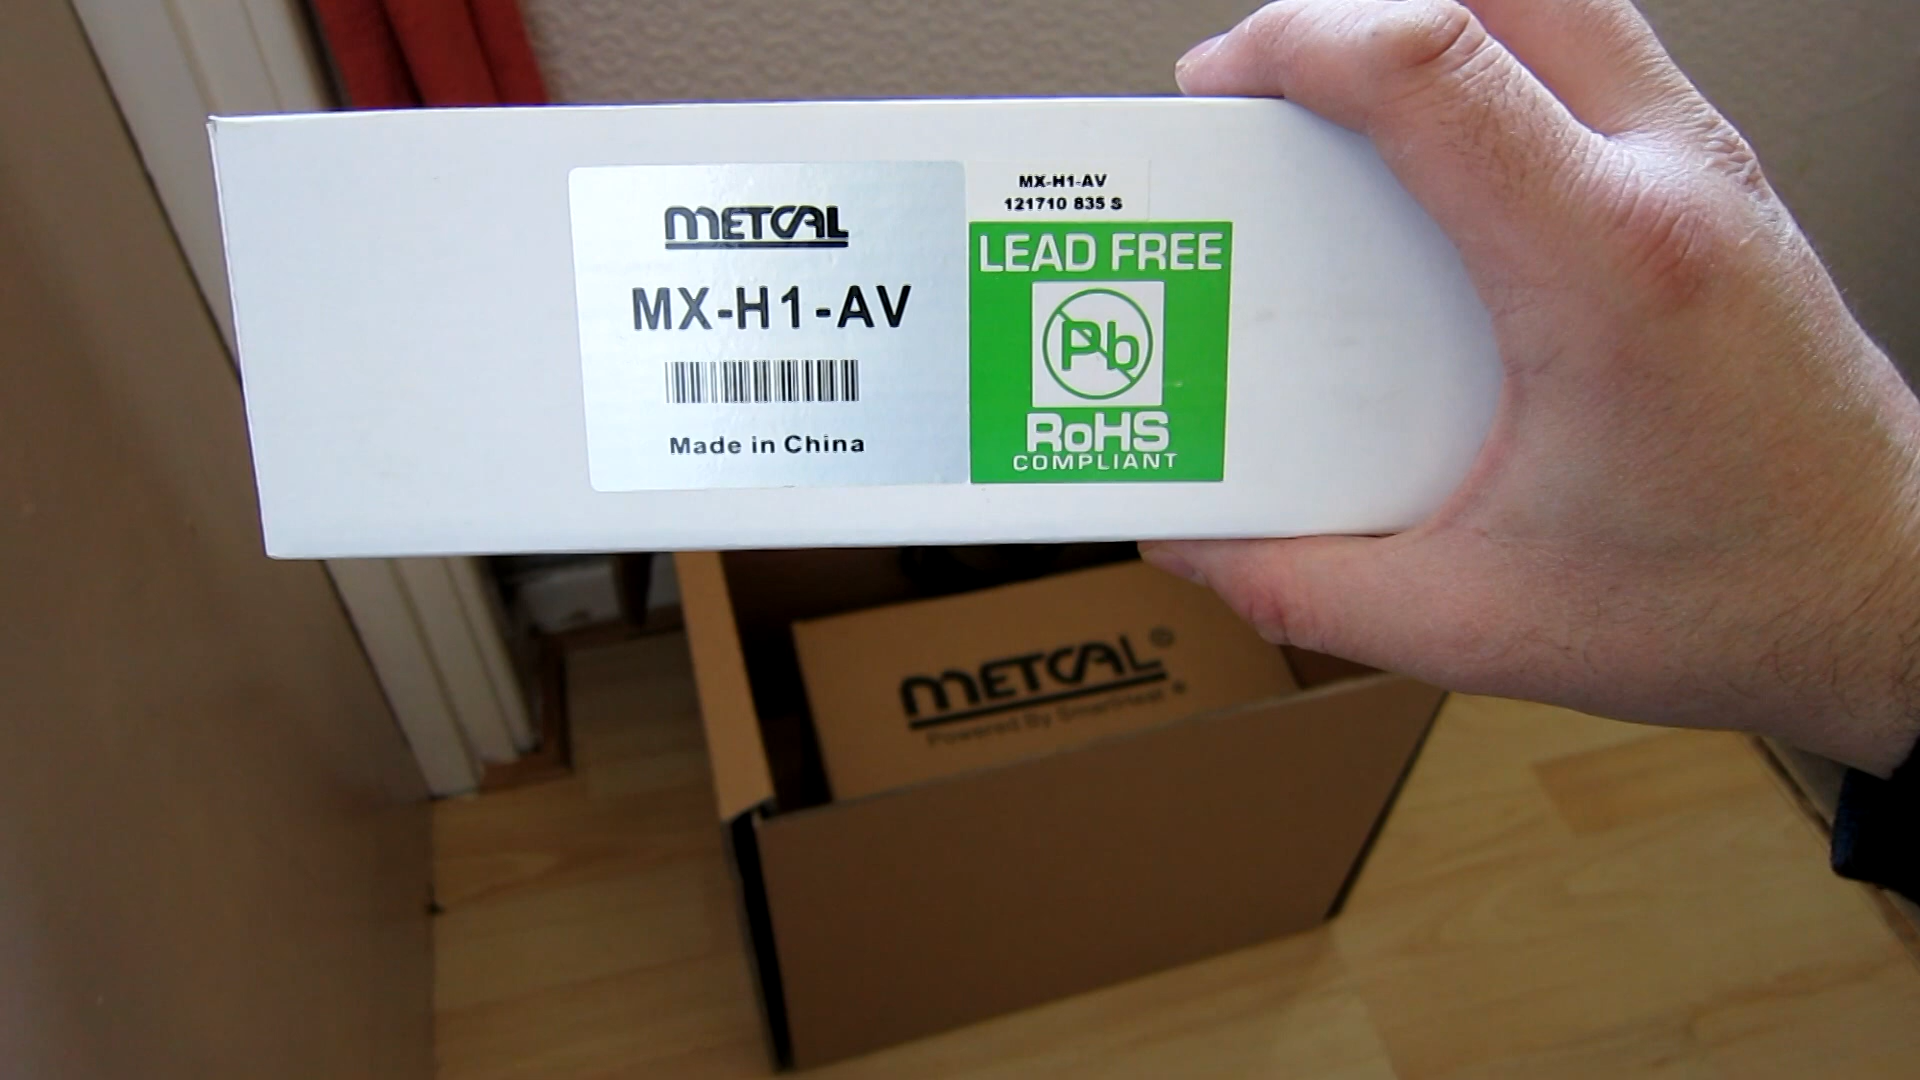 METCAL
MX-H1-AV
Made in China
MX-H1-AV
121710 835 S
LEAD FREE
Pb
RoHS
COMPLIANT
METCAL®
Powered By SmartHeat®